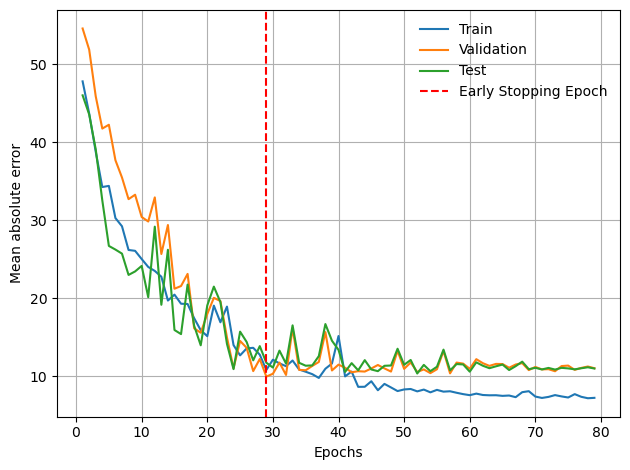 Train
Validation
Test
Early Stopping Epoch
Mean absolute error
50
40
30
20
10
0 10 20 30 40 50 60 70 80
Epochs